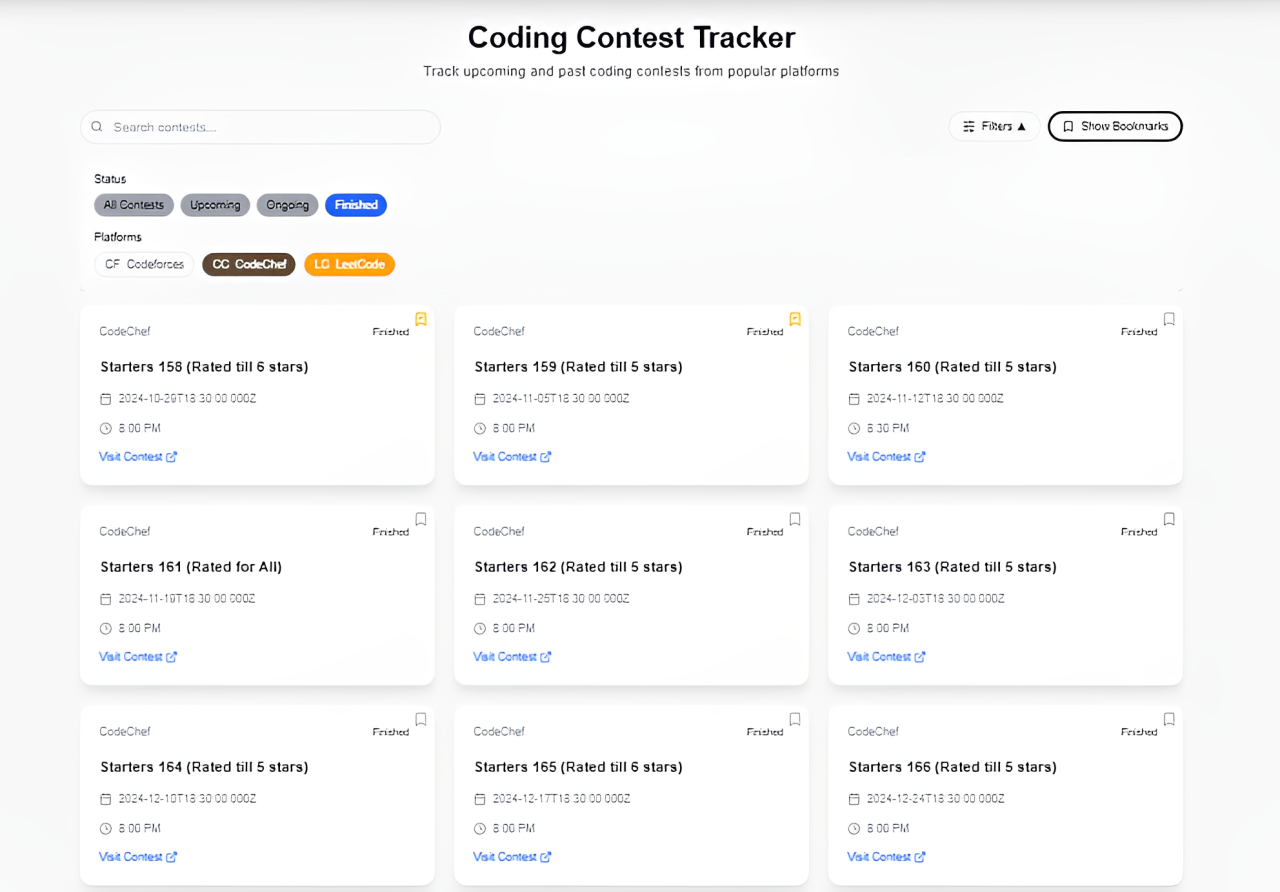 Coding Contest Tracker
Track upcoming and past coding contests from popular platforms
Search contests...
Filters ▲
Show Bookmarks
Status
All Contests Upcoming Ongoing Finished
Platforms
CF Codeforces CC CodeChef LC LeetCode
CodeChef Finished
Starters 158 (Rated till 6 stars)
2024-10-29T18:30:00.000Z
8:00 PM
Visit Contest
CodeChef Finished
Starters 159 (Rated till 5 stars)
2024-11-05T18:30:00.000Z
8:00 PM
Visit Contest
CodeChef Finished
Starters 160 (Rated till 5 stars)
2024-11-12T18:30:00.000Z
8:30 PM
Visit Contest
CodeChef Finished
Starters 161 (Rated for All)
2024-11-19T18:30:00.000Z
8:00 PM
Visit Contest
CodeChef Finished
Starters 162 (Rated till 5 stars)
2024-11-25T18:30:00.000Z
8:00 PM
Visit Contest
CodeChef Finished
Starters 163 (Rated till 5 stars)
2024-12-03T18:30:00.000Z
8:00 PM
Visit Contest
CodeChef Finished
Starters 164 (Rated till 5 stars)
2024-12-10T18:30:00.000Z
8:00 PM
Visit Contest
CodeChef Finished
Starters 165 (Rated till 6 stars)
2024-12-17T18:30:00.000Z
8:00 PM
Visit Contest
CodeChef Finished
Starters 166 (Rated till 5 stars)
2024-12-24T18:30:00.000Z
8:00 PM
Visit Contest